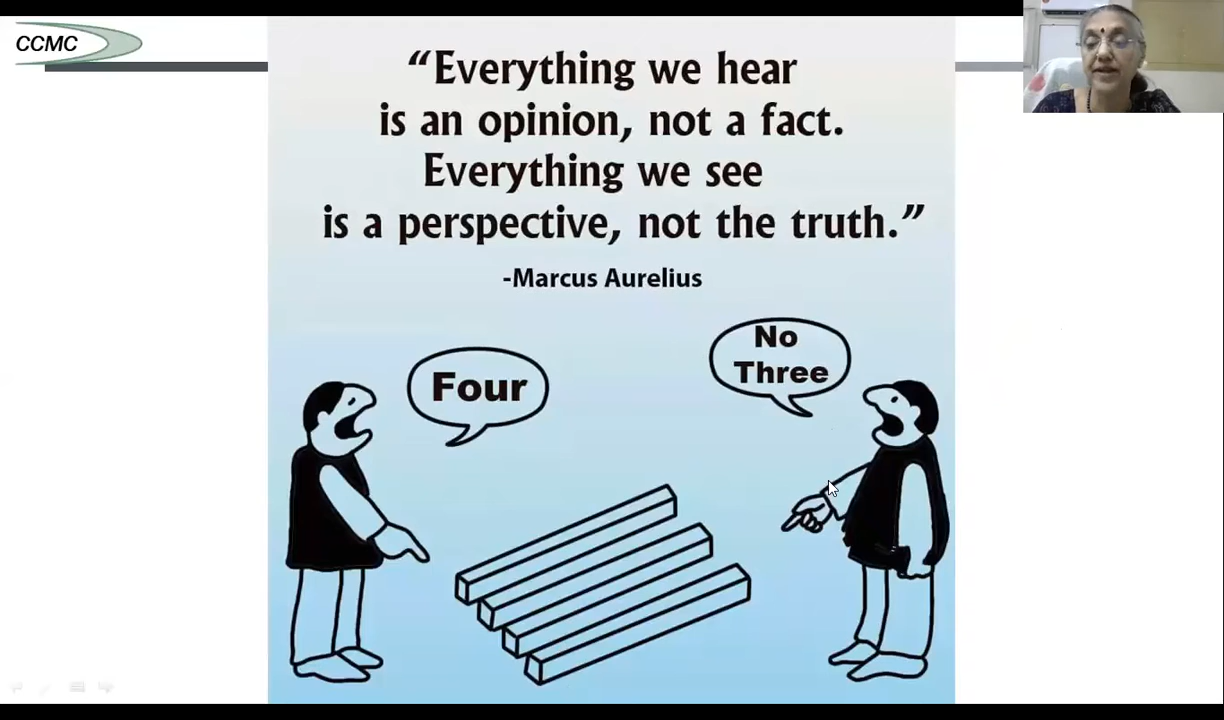 CCMC
“Everything we hear
is an opinion, not a fact.
Everything we see
is a perspective, not the truth.”
-Marcus Aurelius
No
Three
Four